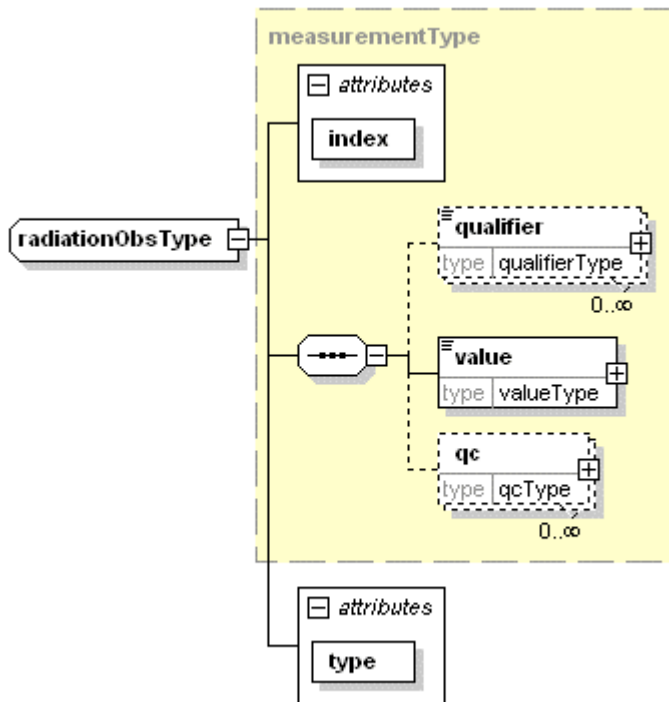 measurementType
attributes
index
radiationObsType
qualifier
type qualifierType
0..∞
value
type valueType
qc
type qcType
0..∞
attributes
type